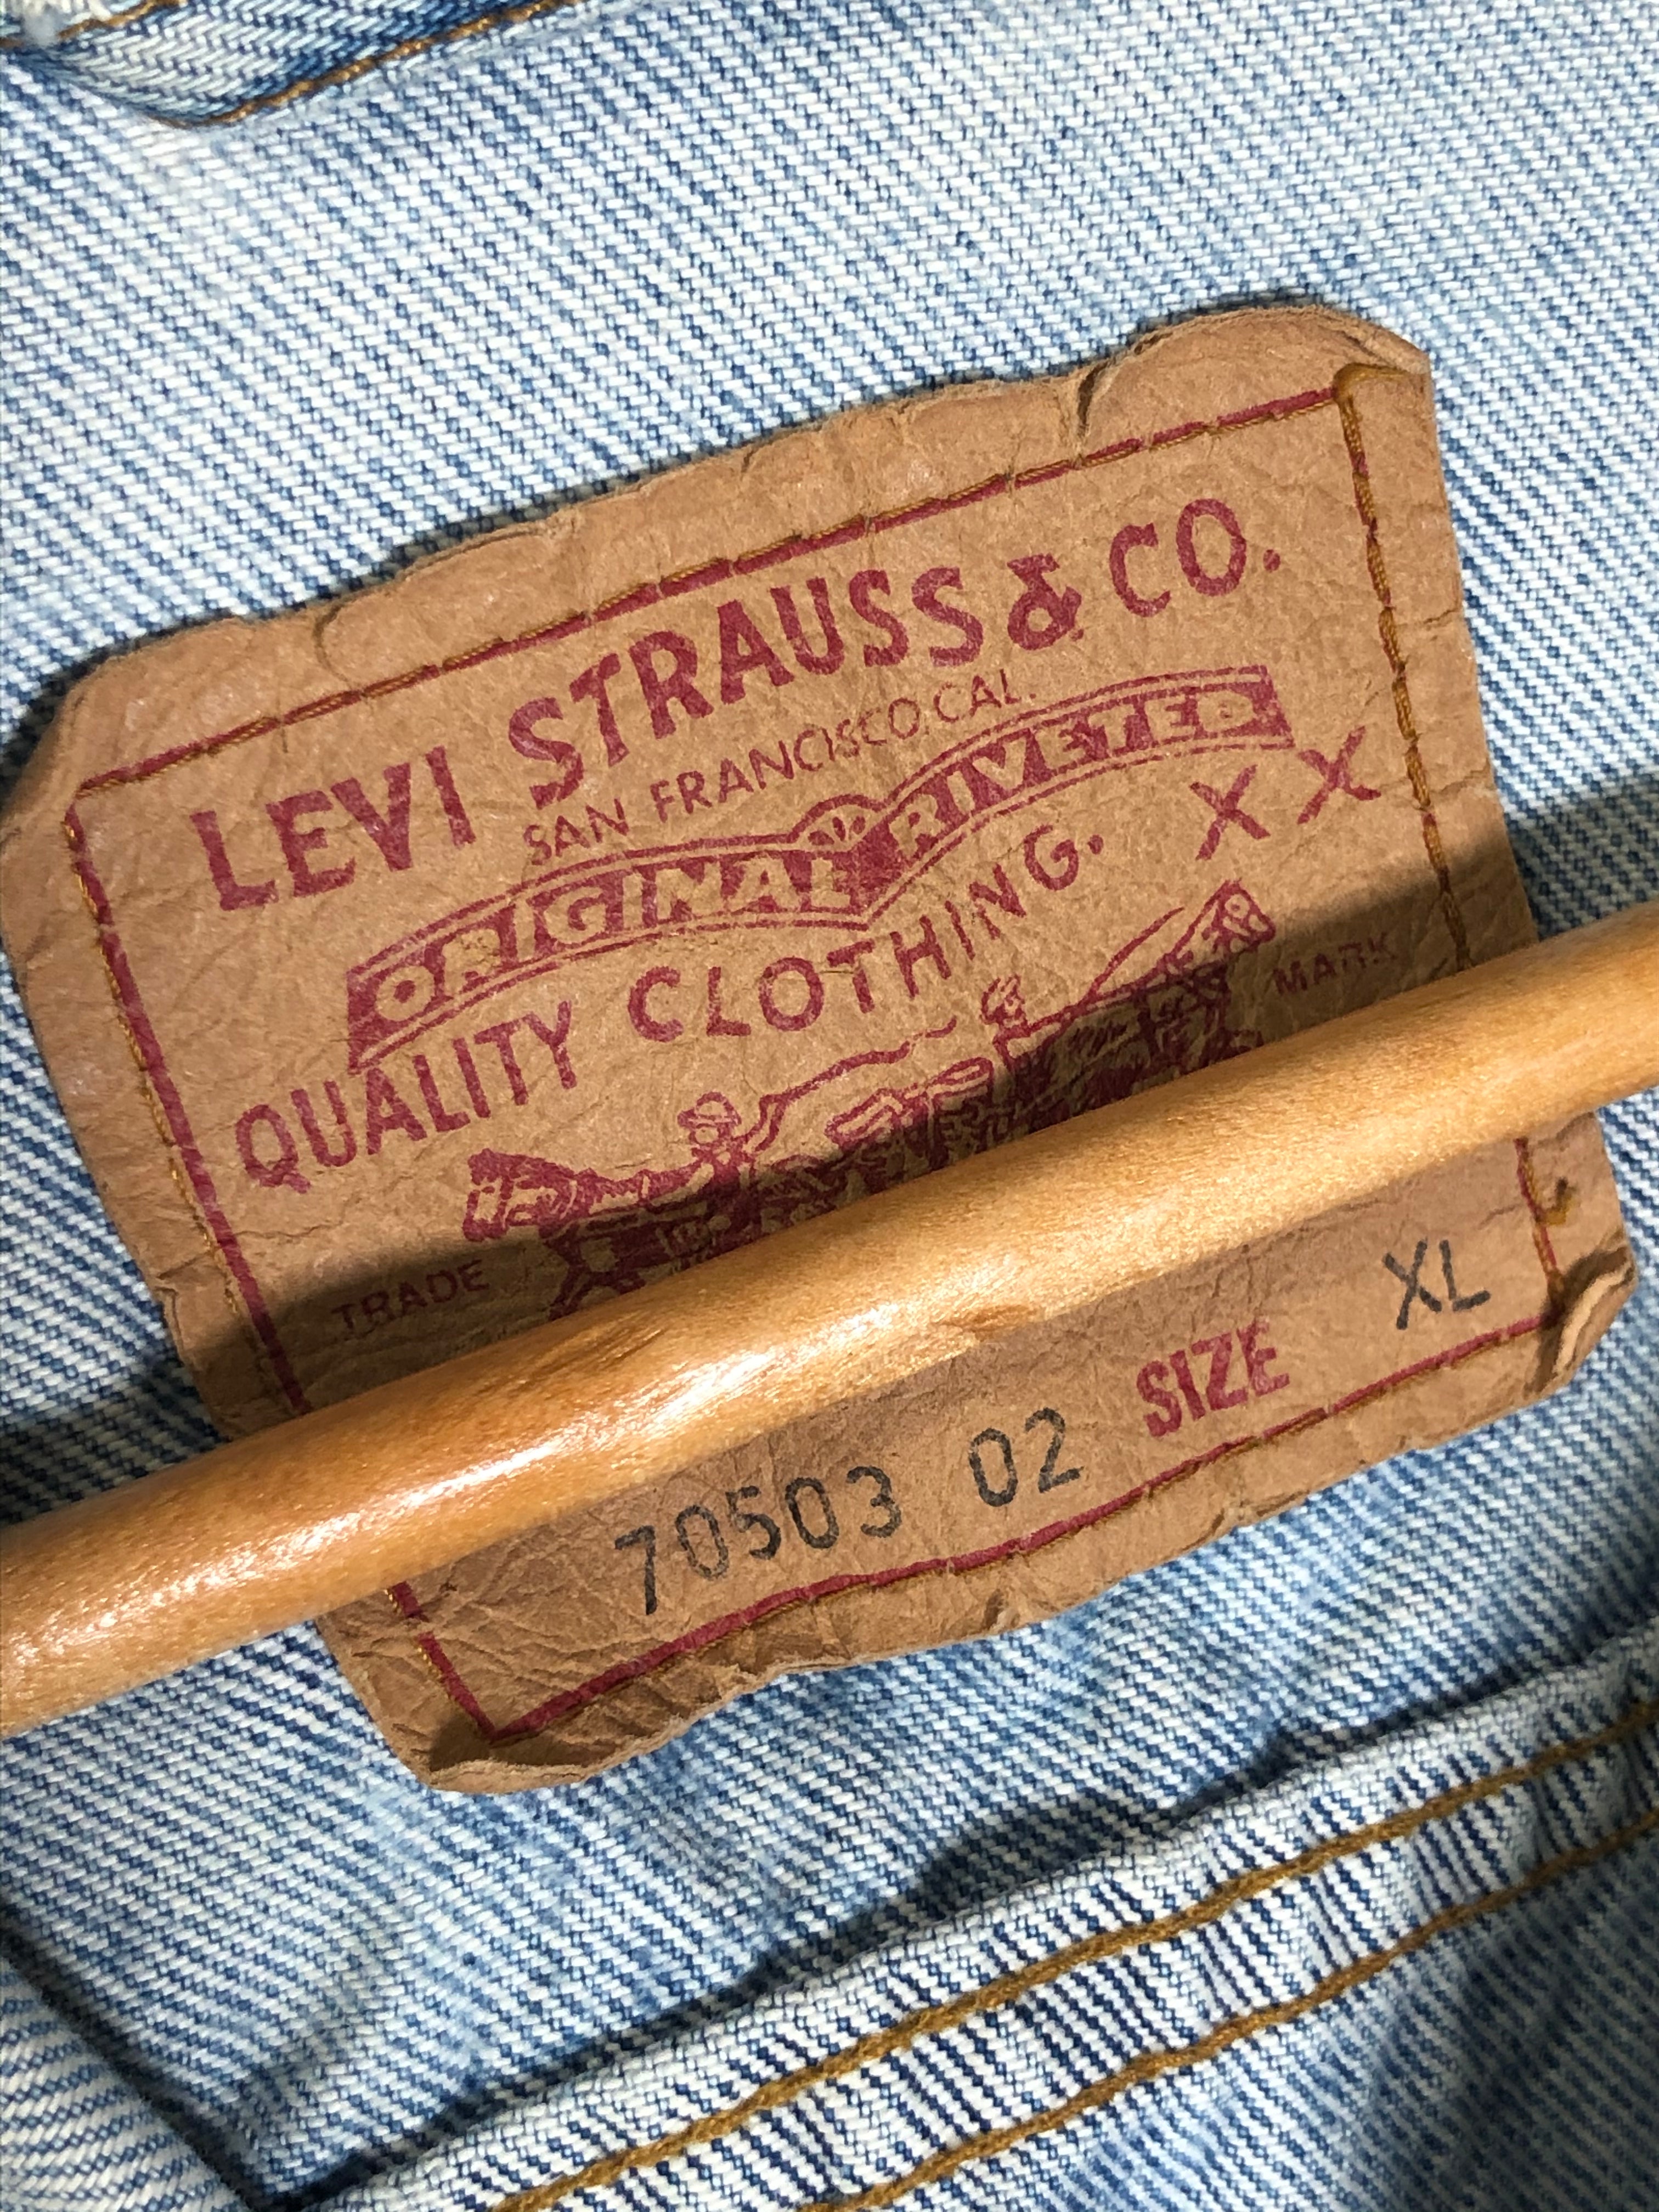 LEVI STRAUSS & CO.
SAN FRANCISCO, CAL.
ORIGINAL RIVETED
QUALITY CLOTHING. XX
TRADE MARK
70503 02 SIZE XL